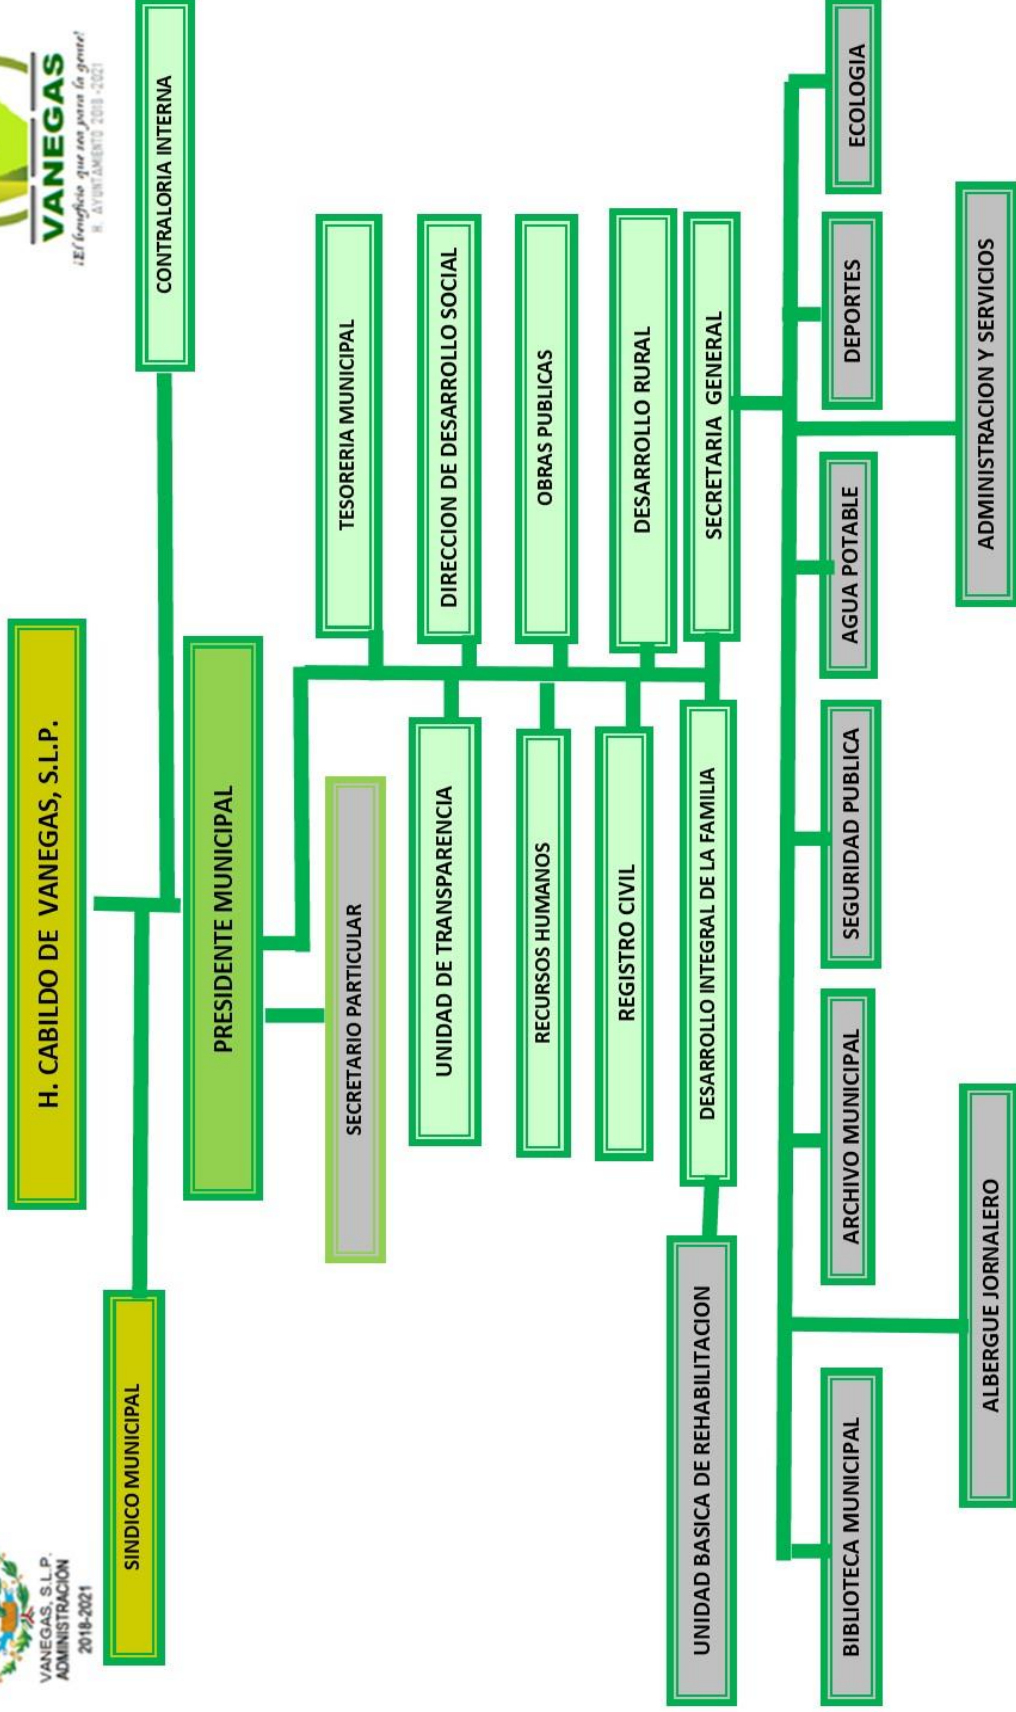 VANEGAS, S.L.P.
ADMINISTRACIÓN
2018-2021
VANEGAS
¡El beneficio que sea para la gente!
H. AYUNTAMIENTO 2018-2021
H. CABILDO DE VANEGAS, S.L.P.
SINDICO MUNICIPAL
CONTRALORIA INTERNA
PRESIDENTE MUNICIPAL
SECRETARIO PARTICULAR
TESORERIA MUNICIPAL
UNIDAD DE TRANSPARENCIA
DIRECCION DE DESARROLLO SOCIAL
RECURSOS HUMANOS
OBRAS PUBLICAS
REGISTRO CIVIL
DESARROLLO RURAL
UNIDAD BASICA DE REHABILITACION
DESARROLLO INTEGRAL DE LA FAMILIA
SECRETARIA GENERAL
BIBLIOTECA MUNICIPAL
ARCHIVO MUNICIPAL
SEGURIDAD PUBLICA
AGUA POTABLE
DEPORTES
ECOLOGIA
ALBERGUE JORNALERO
ADMINISTRACION Y SERVICIOS